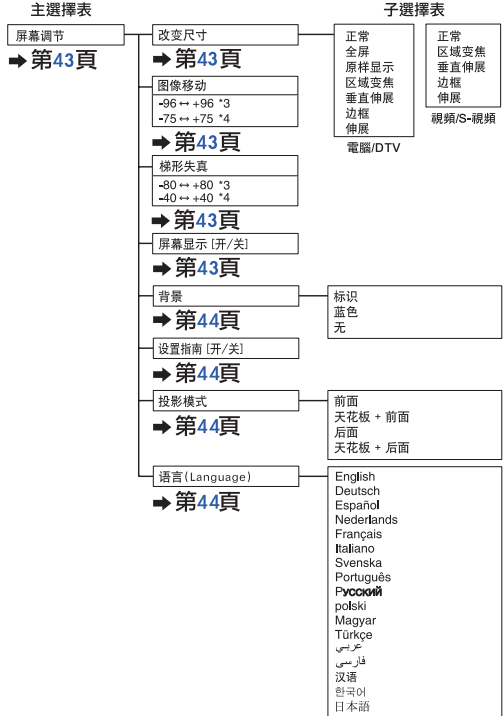 主選擇表
子選擇表
屏幕调节
➡ 第43頁
改变尺寸
➡ 第43頁
正常
全屏
原样显示
区域变焦
垂直伸展
边框
伸展
電腦/DTV
正常
区域变焦
垂直伸展
边框
伸展
視頻/S-視頻
图像移动
-96 ↔ +96 *3
-75 ↔ +75 *4
➡ 第43頁
梯形失真
-80 ↔ +80 *3
-40 ↔ +40 *4
➡ 第43頁
屏幕显示 [开/关]
➡ 第43頁
背景
➡ 第44頁
标识
蓝色
无
设置指南 [开/关]
➡ 第44頁
投影模式
➡ 第44頁
前面
天花板 + 前面
后面
天花板 + 后面
语言(Language)
➡ 第44頁
English
Deutsch
Español
Nederlands
Français
Italiano
Svenska
Português
Русский
polski
Magyar
Türkçe
عربي
فارسی
汉语
한국어
日本語